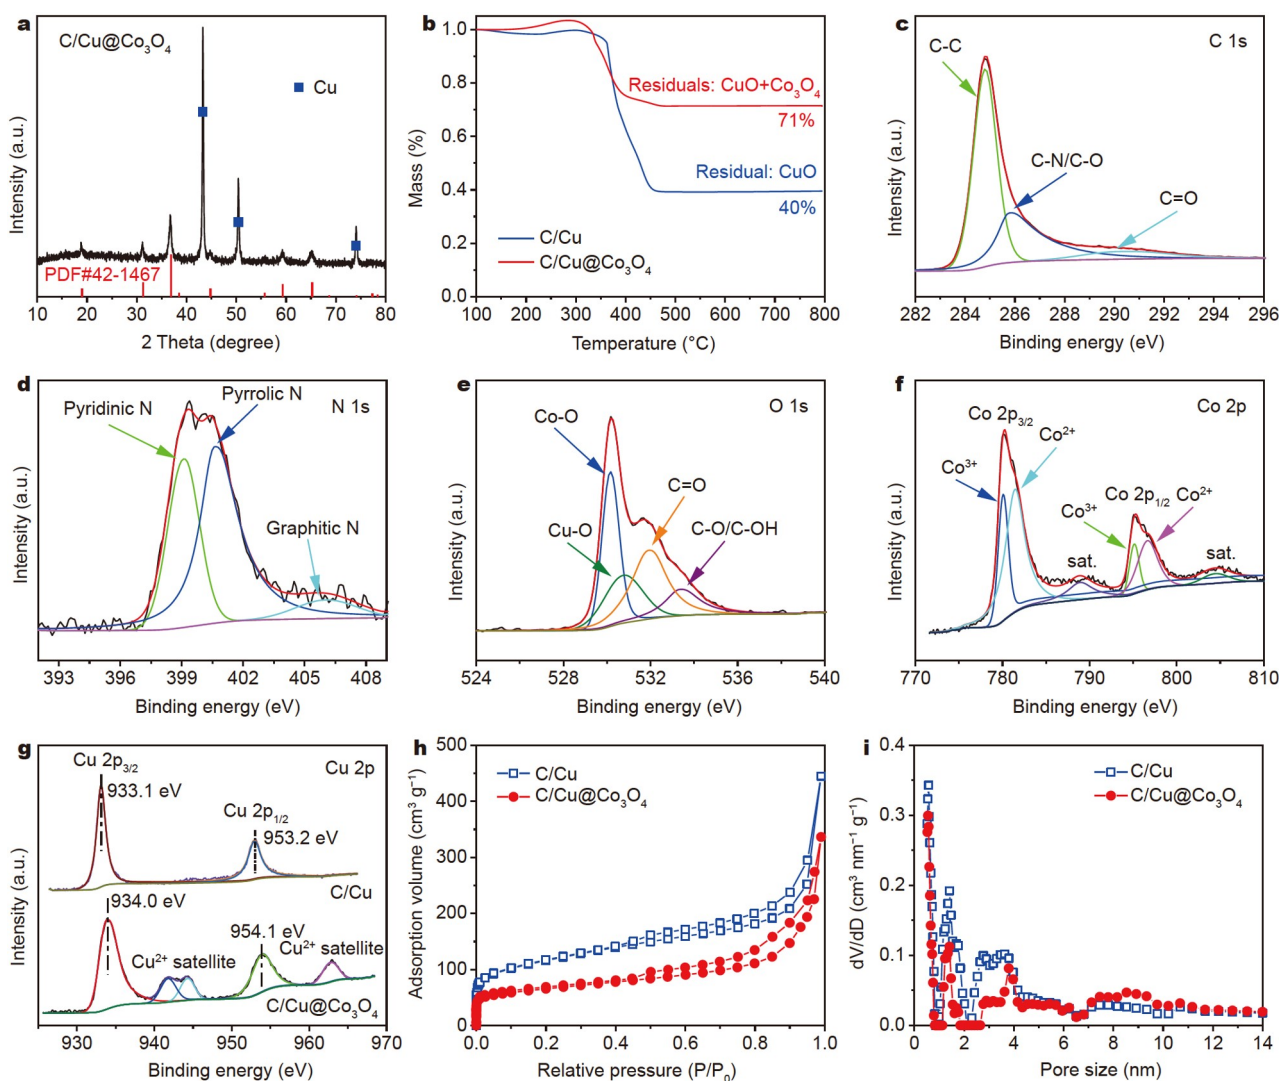 a
C/Cu@Co₃O₄
Cu
PDF#42-1467
Intensity (a.u.)
10 20 30 40 50 60 70 80
2 Theta (degree)
b
1.0
0.8
0.6
0.4
0.2
0.0
Mass (%)
Residuals: CuO+Co₃O₄
71%
Residual: CuO
40%
C/Cu
C/Cu@Co₃O₄
100 200 300 400 500 600 700 800
Temperature (°C)
c
C 1s
C-C
C-N/C-O
C=O
Intensity (a.u.)
282 284 286 288 290 292 294 296
Binding energy (eV)
d
N 1s
Pyridinic N
Pyrrolic N
Graphitic N
Intensity (a.u.)
393 396 399 402 405 408
Binding energy (eV)
e
O 1s
Co-O
C=O
Cu-O
C-O/C-OH
Intensity (a.u.)
524 528 532 536 540
Binding energy (eV)
f
Co 2p
Co 2p₃/₂
Co²⁺
Co³⁺
Co 2p₁/₂
Co²⁺
Co³⁺
sat.
sat.
Intensity (a.u.)
770 780 790 800 810
Binding energy (eV)
g
Cu 2p
Cu 2p₃/₂
933.1 eV
Cu 2p₁/₂
953.2 eV
C/Cu
934.0 eV
954.1 eV
Cu²⁺ satellite
Cu²⁺ satellite
C/Cu@Co₃O₄
Intensity (a.u.)
930 940 950 960 970
Binding energy (eV)
h
500
400
300
200
100
0
Adsorption volume (cm³ g⁻¹)
C/Cu
C/Cu@Co₃O₄
0.0 0.2 0.4 0.6 0.8 1.0
Relative pressure (P/P₀)
i
0.4
0.3
0.2
0.1
0.0
dV/dD (cm³ nm⁻¹ g⁻¹)
C/Cu
C/Cu@Co₃O₄
0 2 4 6 8 10 12 14
Pore size (nm)